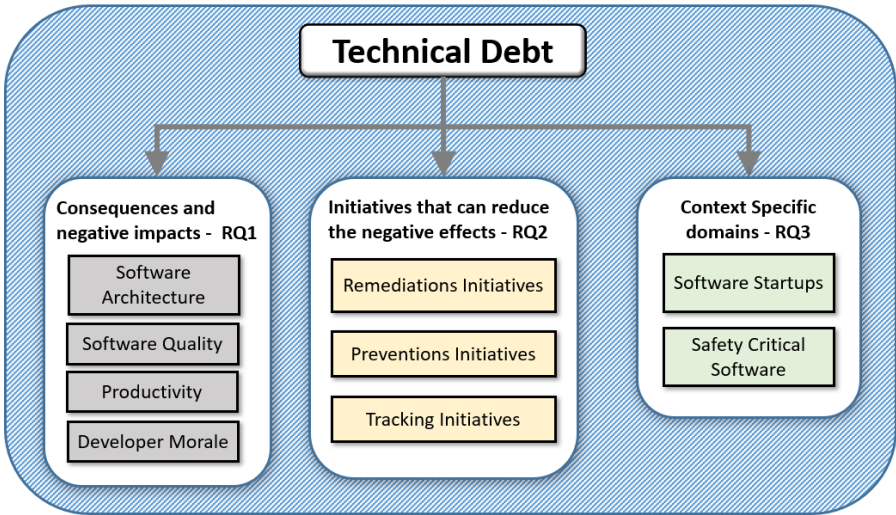 Technical Debt
Consequences and
negative impacts - RQ1
Software
Architecture
Software Quality
Productivity
Developer Morale
Initiatives that can reduce
the negative effects - RQ2
Remediations Initiatives
Preventions Initiatives
Tracking Initiatives
Context Specific
domains - RQ3
Software Startups
Safety Critical
Software